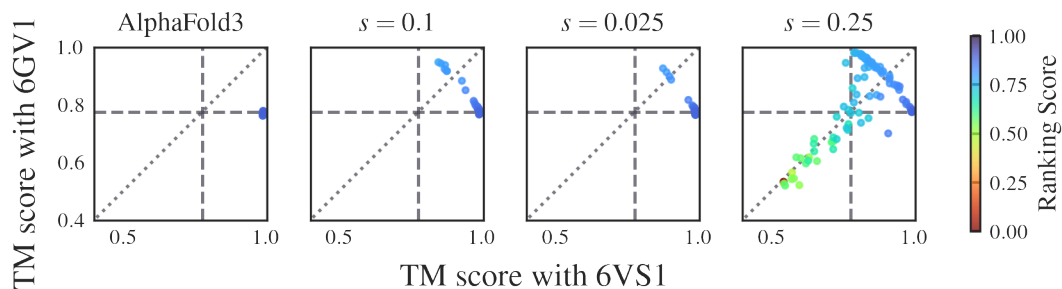 AlphaFold3
s = 0.1
s = 0.025
s = 0.25
TM score with 6GV1
1.0
0.8
0.6
0.4
0.5
1.0
0.5
1.0
0.5
1.0
0.5
1.0
TM score with 6VS1
1.00
0.75
0.50
0.25
0.00
Ranking Score